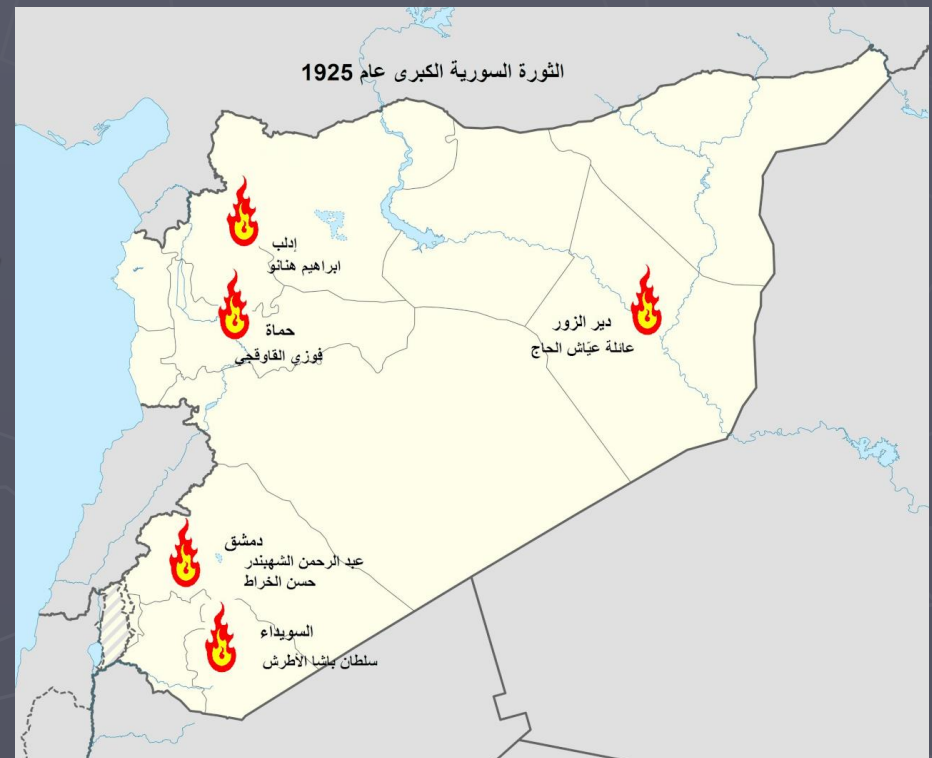 الثورة السورية الكبرى عام 1925
إدلب
ابراهيم هنانو
حماة
فوزي القاوقجي
دير الزور
عائلة عيّاش الحاج
دمشق
عبد الرحمن الشهبندر
حسن الخراط
السويداء
سلطان باشا الأطرش